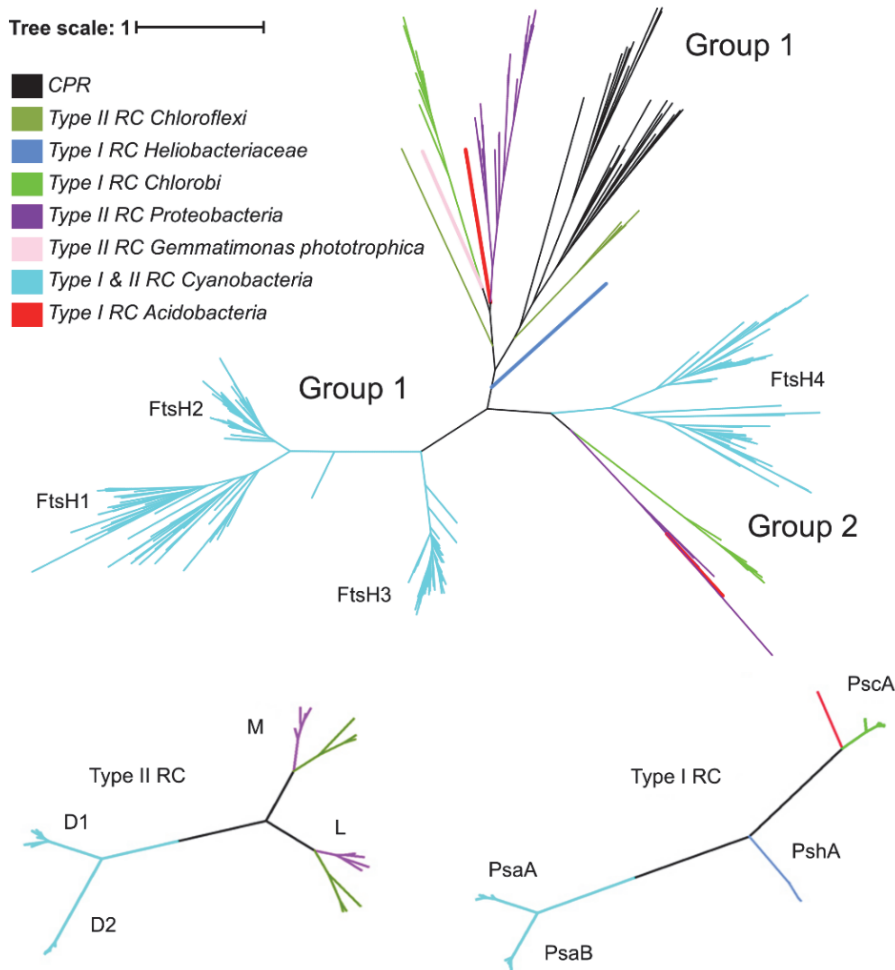 Tree scale: 1
CPR
Type II RC Chloroflexi
Type I RC Heliobacteriaceae
Type I RC Chlorobi
Type II RC Proteobacteria
Type II RC Gemmatimonas phototrophica
Type I & II RC Cyanobacteria
Type I RC Acidobacteria
Group 1
Group 1
FtsH4
FtsH2
FtsH1
Group 2
FtsH3
PscA
M
Type II RC
Type I RC
D1
L
PshA
PsaA
D2
PsaB